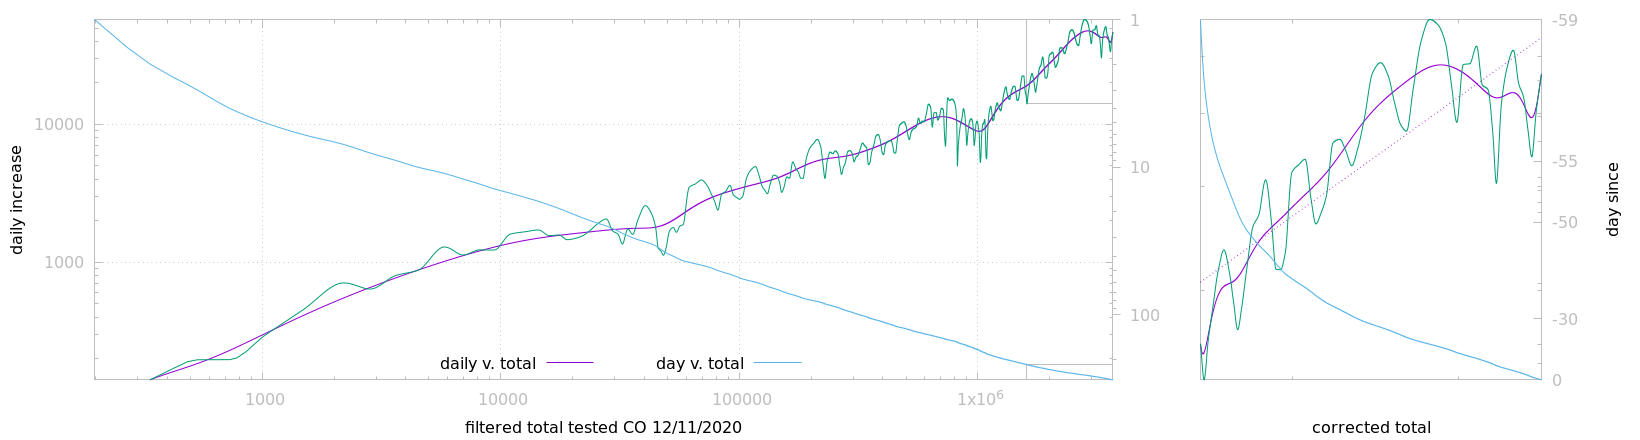 daily increase
10000
1000
1000
10000
100000
1x10^6
filtered total tested CO 12/11/2020
daily v. total
day v. total
1
10
100
corrected total
-59
-55
-50
-30
0
day since